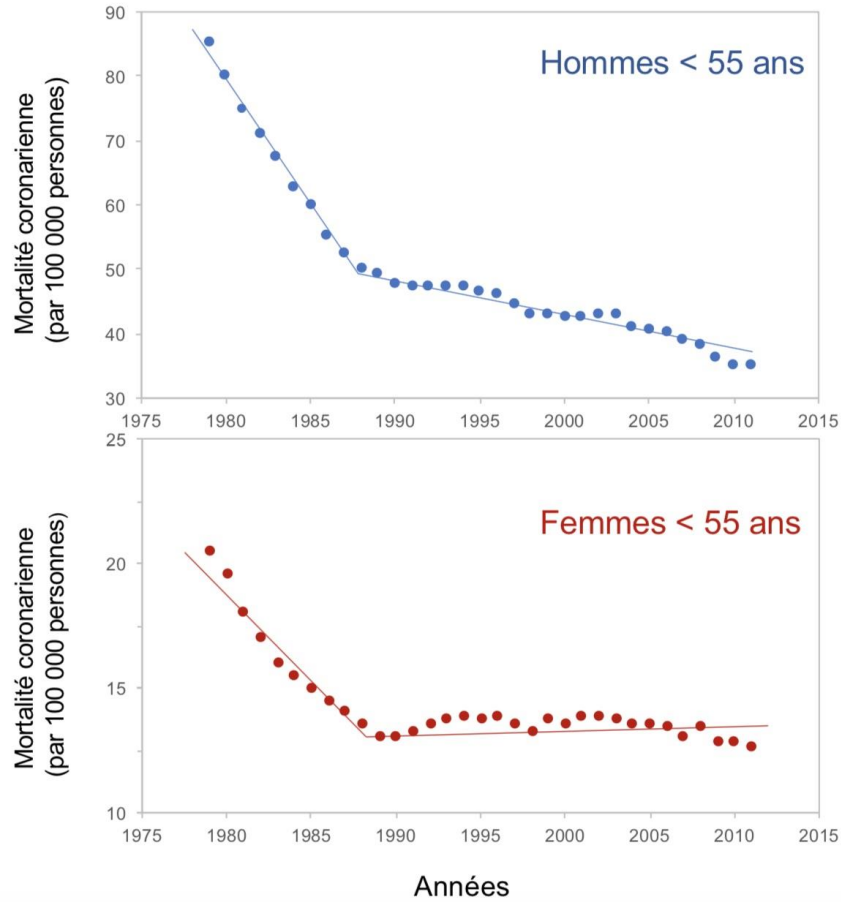 Hommes < 55 ans
Mortalité coronarienne
(par 100 000 personnes)
90
80
70
60
50
40
30
1975 1980 1985 1990 1995 2000 2005 2010 2015
Femmes < 55 ans
Mortalité coronarienne
(par 100 000 personnes)
25
20
15
10
1975 1980 1985 1990 1995 2000 2005 2010 2015
Années